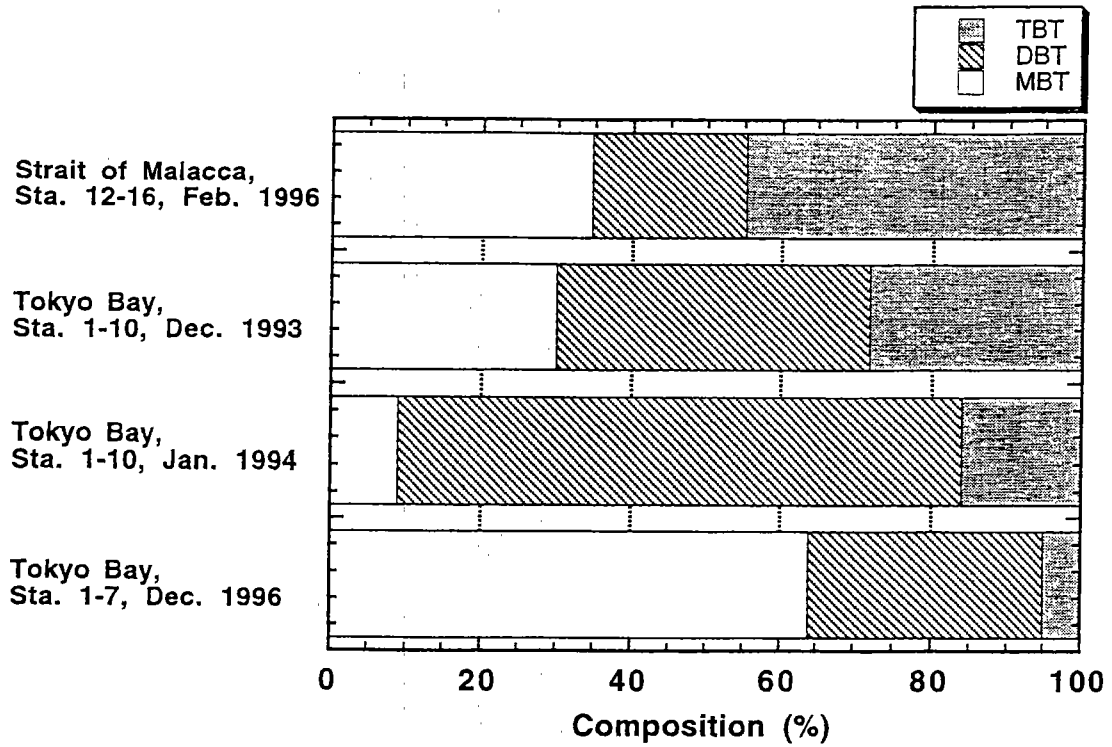 TBT
DBT
MBT
Strait of Malacca,
Sta. 12-16, Feb. 1996
Tokyo Bay,
Sta. 1-10, Dec. 1993
Tokyo Bay,
Sta. 1-10, Jan. 1994
Tokyo Bay,
Sta. 1-7, Dec. 1996
0 20 40 60 80 100
Composition (%)